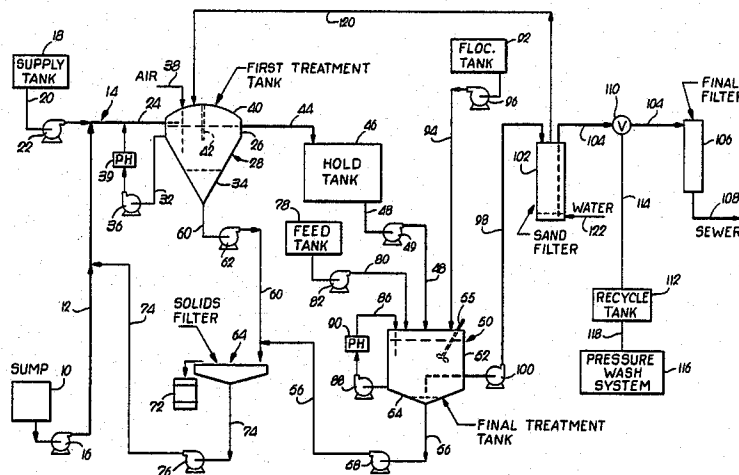 120
18
SUPPLY
TANK
20
22
14
24
AIR
38
FIRST TREATMENT
TANK
40
44
26
42
28
34
PH
39
32
36
46
HOLD
TANK
48
49
48
FLOC.
TANK
92
96
94
98
102
104
110
V
104
FINAL
FILTER
106
108
SEWER
WATER
122
SAND
FILTER
114
RECYCLE
TANK
112
118
PRESSURE
WASH
SYSTEM
116
60
62
60
78
FEED
TANK
80
82
86
90
PH
88
55
50
52
54
100
FINAL TREATMENT
TANK
56
56
58
SOLIDS
FILTER
64
72
74
76
74
12
SUMP
10
16